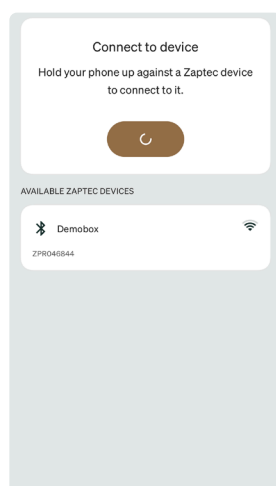 Connect to device
Hold your phone up against a Zaptec device
to connect to it.
AVAILABLE ZAPTEC DEVICES
Demobox
ZPR046844